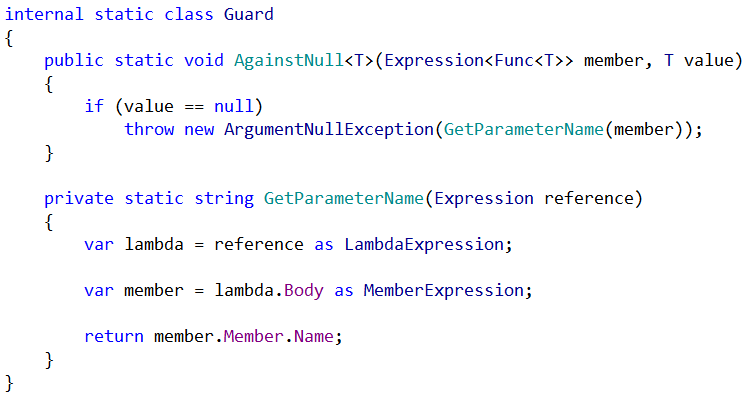 internal static class Guard
{
    public static void AgainstNull<T>(Expression<Func<T>> member, T value)
    {
        if (value == null)
            throw new ArgumentNullException(GetParameterName(member));
    }

    private static string GetParameterName(Expression reference)
    {
        var lambda = reference as LambdaExpression;

        var member = lambda.Body as MemberExpression;

        return member.Member.Name;
    }
}